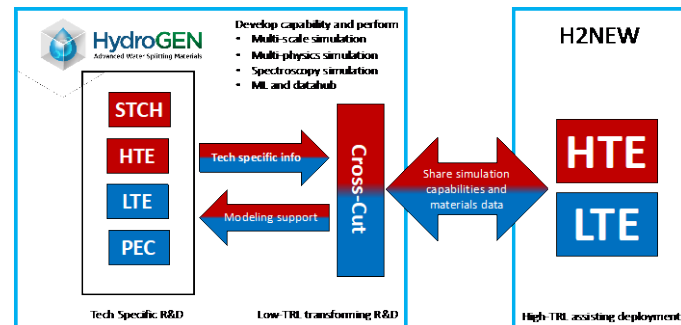 HydroGEN
Advanced Water Splitting Materials
Develop capability and perform
• Multi-scale simulation
• Multi-physics simulation
• Spectroscopy simulation
• ML and datahub
STCH
HTE
LTE
PEC
Tech specific info
Modeling support
Cross-Cut
Tech Specific R&D
Low-TRL transforming R&D
Share simulation
capabilities and
materials data
H2NEW
HTE
LTE
High-TRL assisting deployment